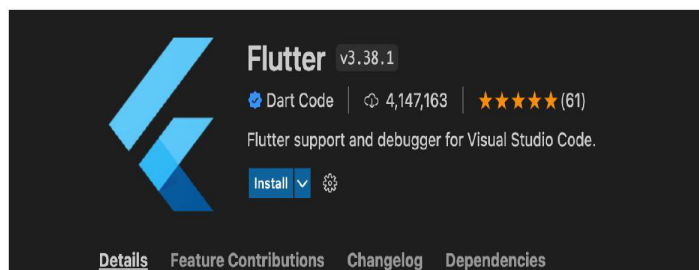 Flutter v3.38.1
Dart Code 4,147,163 ★★★★★(61)
Flutter support and debugger for Visual Studio Code.
Install
Details Feature Contributions Changelog Dependencies